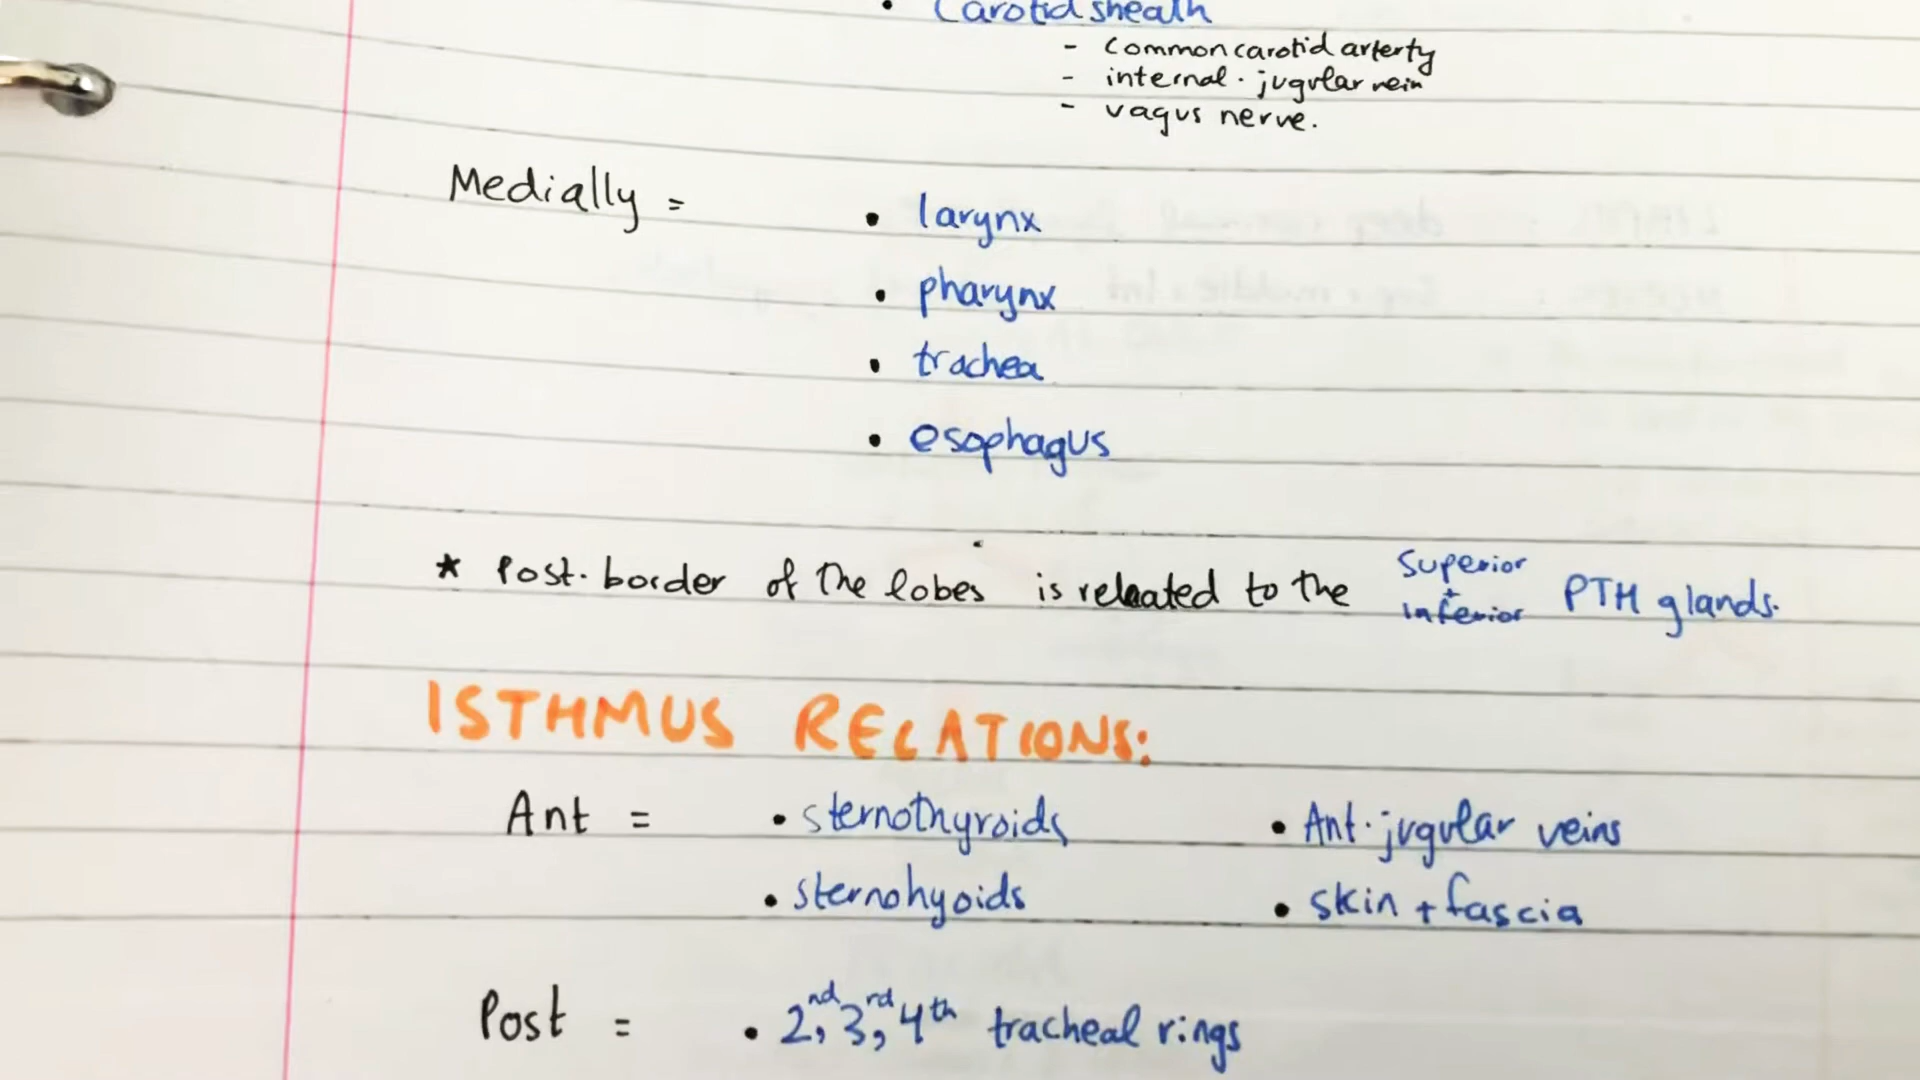 • Carotid sheath
- common carotid arterty
- internal. jugular vein
- vagus nerve.
Medially =
• larynx
• pharynx
• trachea
• esophagus
* Post. border of the lobes is releated to the superior + inferior PTH glands.
ISTHMUS RELATIONS:
Ant = • sternothyroids • Ant. jugular veins
• sternohyoids • skin + fascia
Post = • 2nd, 3rd, 4th tracheal rings